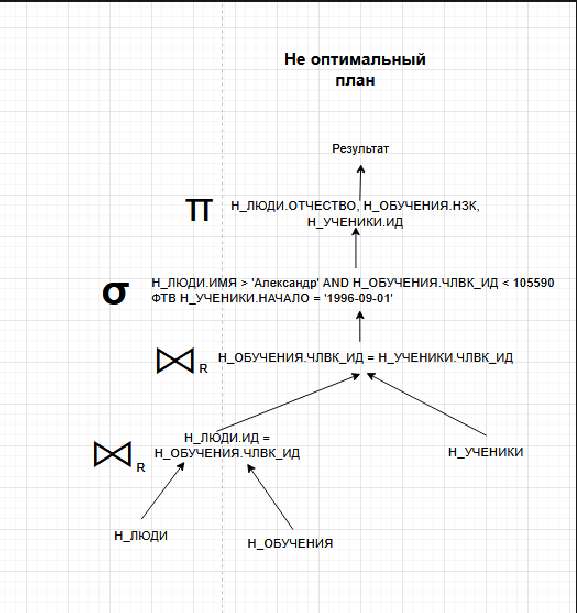 Не оптимальный
план
Результат
π Н_ЛЮДИ.ОТЧЕСТВО, Н_ОБУЧЕНИЯ.НЗК,
Н_УЧЕНИКИ.ИД
σ Н_ЛЮДИ.ИМЯ > 'Александр' AND Н_ОБУЧЕНИЯ.ЧЛВК_ИД < 105590
ФТВ Н_УЧЕНИКИ.НАЧАЛО = '1996-09-01'
⋈ R Н_ОБУЧЕНИЯ.ЧЛВК_ИД = Н_УЧЕНИКИ.ЧЛВК_ИД
Н_ЛЮДИ.ИД =
⋈ R Н_ОБУЧЕНИЯ.ЧЛВК_ИД
Н_УЧЕНИКИ
Н_ЛЮДИ
Н_ОБУЧЕНИЯ